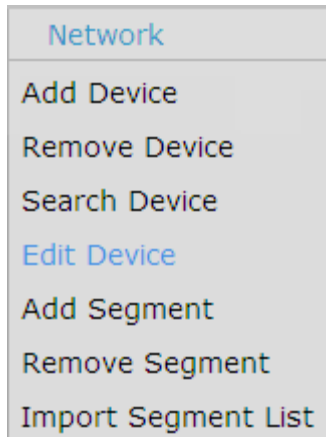 Network
Add Device
Remove Device
Search Device
Edit Device
Add Segment
Remove Segment
Import Segment List